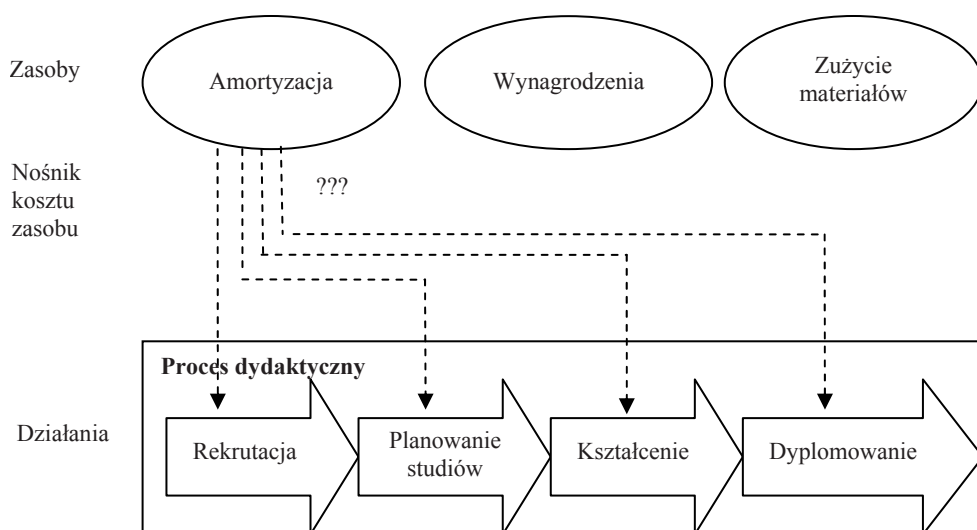 Zasoby
Amortyzacja
Wynagrodzenia
Zużycie
materiałów
Nośnik
kosztu
zasobu
???
Proces dydaktyczny
Działania
Rekrutacja
Planowanie
studiów
Kształcenie
Dyplomowanie